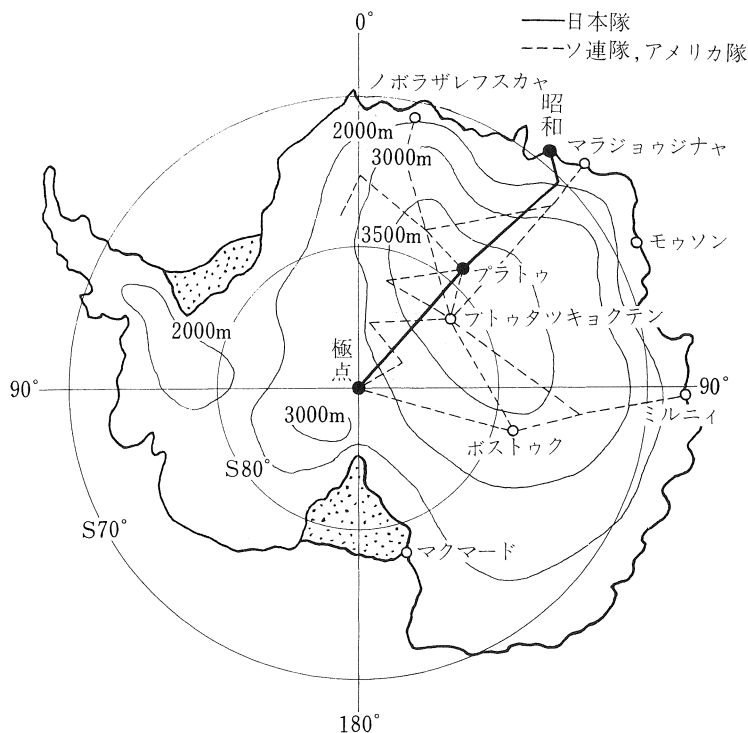 0°
日本隊
ソ連隊,アメリカ隊
ノボラザレフスカヤ
昭和
2000m
マラジョゥジナャ
3000m
3500m
モゥソン
プラトゥ
プトゥタツキョクテン
2000m
極点
90°
90°
ミルニィ
3000m
ボストゥク
S80°
S70°
マクマード
180°